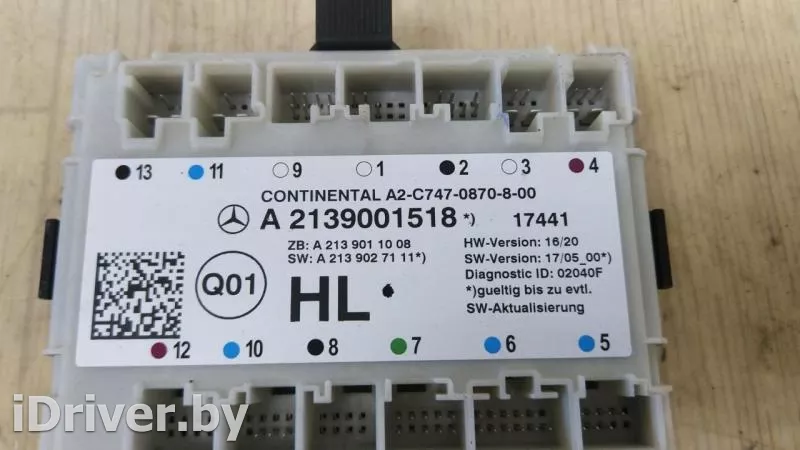 13 11 9 1 2 3 4
CONTINENTAL A2-C747-0870-8-00
A 2139001518 *) 17441
ZB: A 213 901 10 08
SW: A 213 902 71 11*)
HW-Version: 16/20
SW-Version: 17/05_00*)
Diagnostic ID: 02040F
*)gueltig bis zu evtl.
SW-Aktualisierung
Q01
HL
12 10 8 7 6 5
iDriver.by